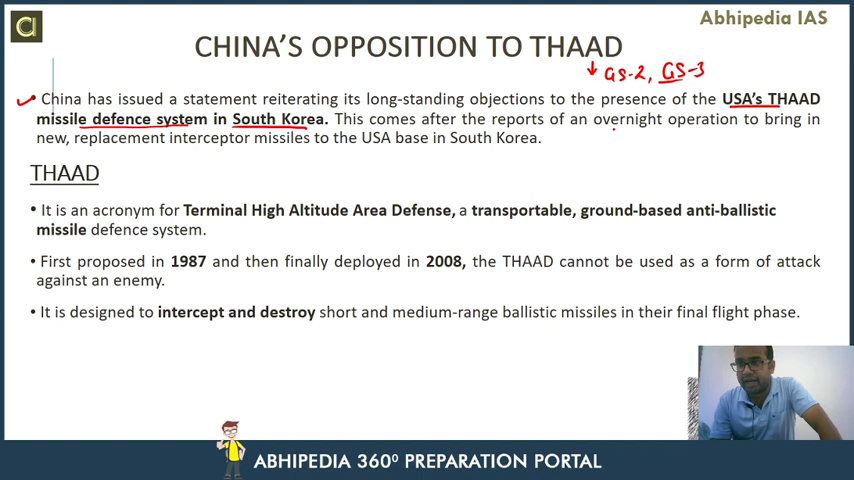 Abhipedia IAS
CHINA'S OPPOSITION TO THAAD
↓ GS-2, GS-3
• China has issued a statement reiterating its long-standing objections to the presence of the USA's THAAD
missile defence system in South Korea. This comes after the reports of an overnight operation to bring in
new, replacement interceptor missiles to the USA base in South Korea.
THAAD
• It is an acronym for Terminal High Altitude Area Defense, a transportable, ground-based anti-ballistic
missile defence system.
• First proposed in 1987 and then finally deployed in 2008, the THAAD cannot be used as a form of attack
against an enemy.
• It is designed to intercept and destroy short and medium-range ballistic missiles in their final flight phase.
ABHIPEDIA 360⁰ PREPARATION PORTAL